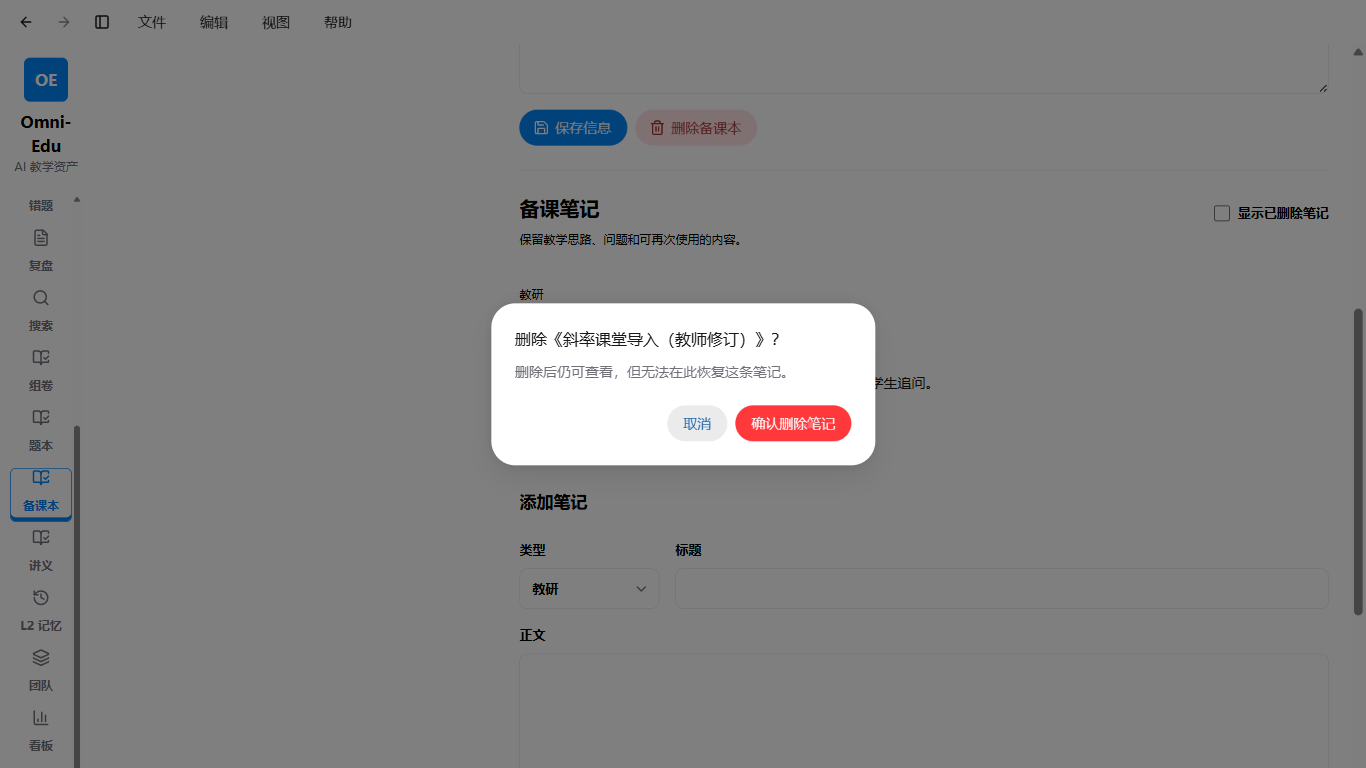 文件 编辑 视图 帮助
OE
Omni-
Edu
AI 教学资产
错题
复盘
搜索
组卷
题本
备课本
讲义
L2 记忆
团队
看板
保存信息 删除备课本
备课笔记
显示已删除笔记
保留教学思路、问题和可再次使用的内容。
教研
删除《斜率课堂导入（教师修订）》?
删除后仍可查看，但无法在此恢复这条笔记。
学生追问。
取消 确认删除笔记
添加笔记
类型 标题
教研
正文